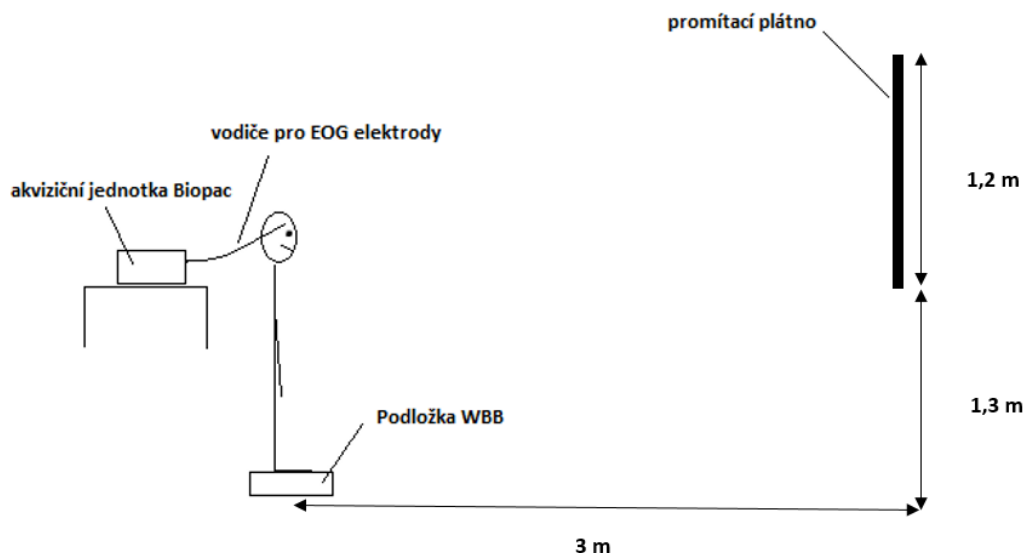 promítací plátno
vodiče pro EOG elektrody
akviziční jednotka Biopac
1,2 m
Podložka WBB
1,3 m
3 m